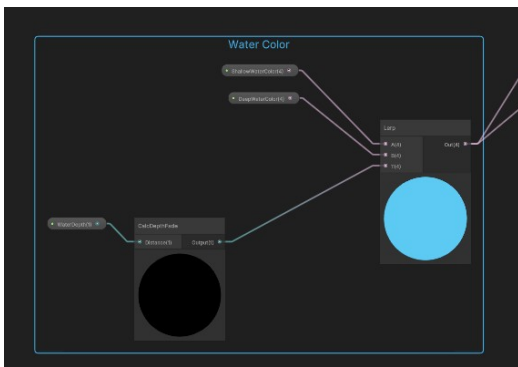 Water Color
ShallowWaterColor(4)
DeepWaterColor(4)
Lerp
A(4) Out(4)
B(4)
T(4)
WaterDepth(1)
CalcDepthFade
Distance(1) Output(1)